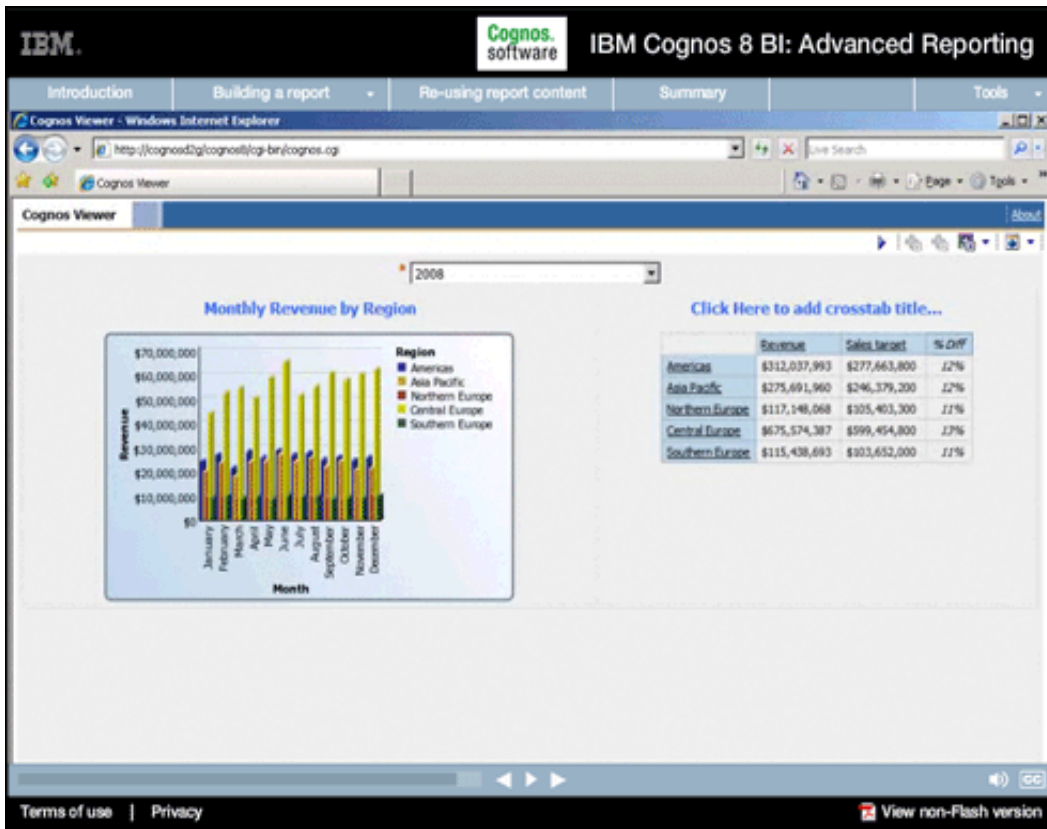 IBM.
Cognos.
software
IBM Cognos 8 BI: Advanced Reporting
Introduction
Building a report
Re-using report content
Summary
Tools
Cognos Viewer - Windows Internet Explorer
Live Search
Cognos Viewer
Page
Tools
Cognos Viewer
About
2008
Monthly Revenue by Region
Click Here to add crosstab title...
Revenue
$70,000,000
$60,000,000
$50,000,000
$40,000,000
$30,000,000
$20,000,000
$10,000,000
$0
January
February
March
April
May
June
July
August
September
October
November
December
Month
Region
Americas
Asia Pacific
Northern Europe
Central Europe
Southern Europe
Revenue Sales target % Diff
Americas $312,037,993 $277,663,800 12%
Asia Pacific $275,691,960 $246,379,200 12%
Northern Europe $117,148,068 $105,403,300 11%
Central Europe $675,574,387 $599,454,800 13%
Southern Europe $115,438,693 $103,652,000 11%
CC
Terms of use | Privacy
View non-Flash version